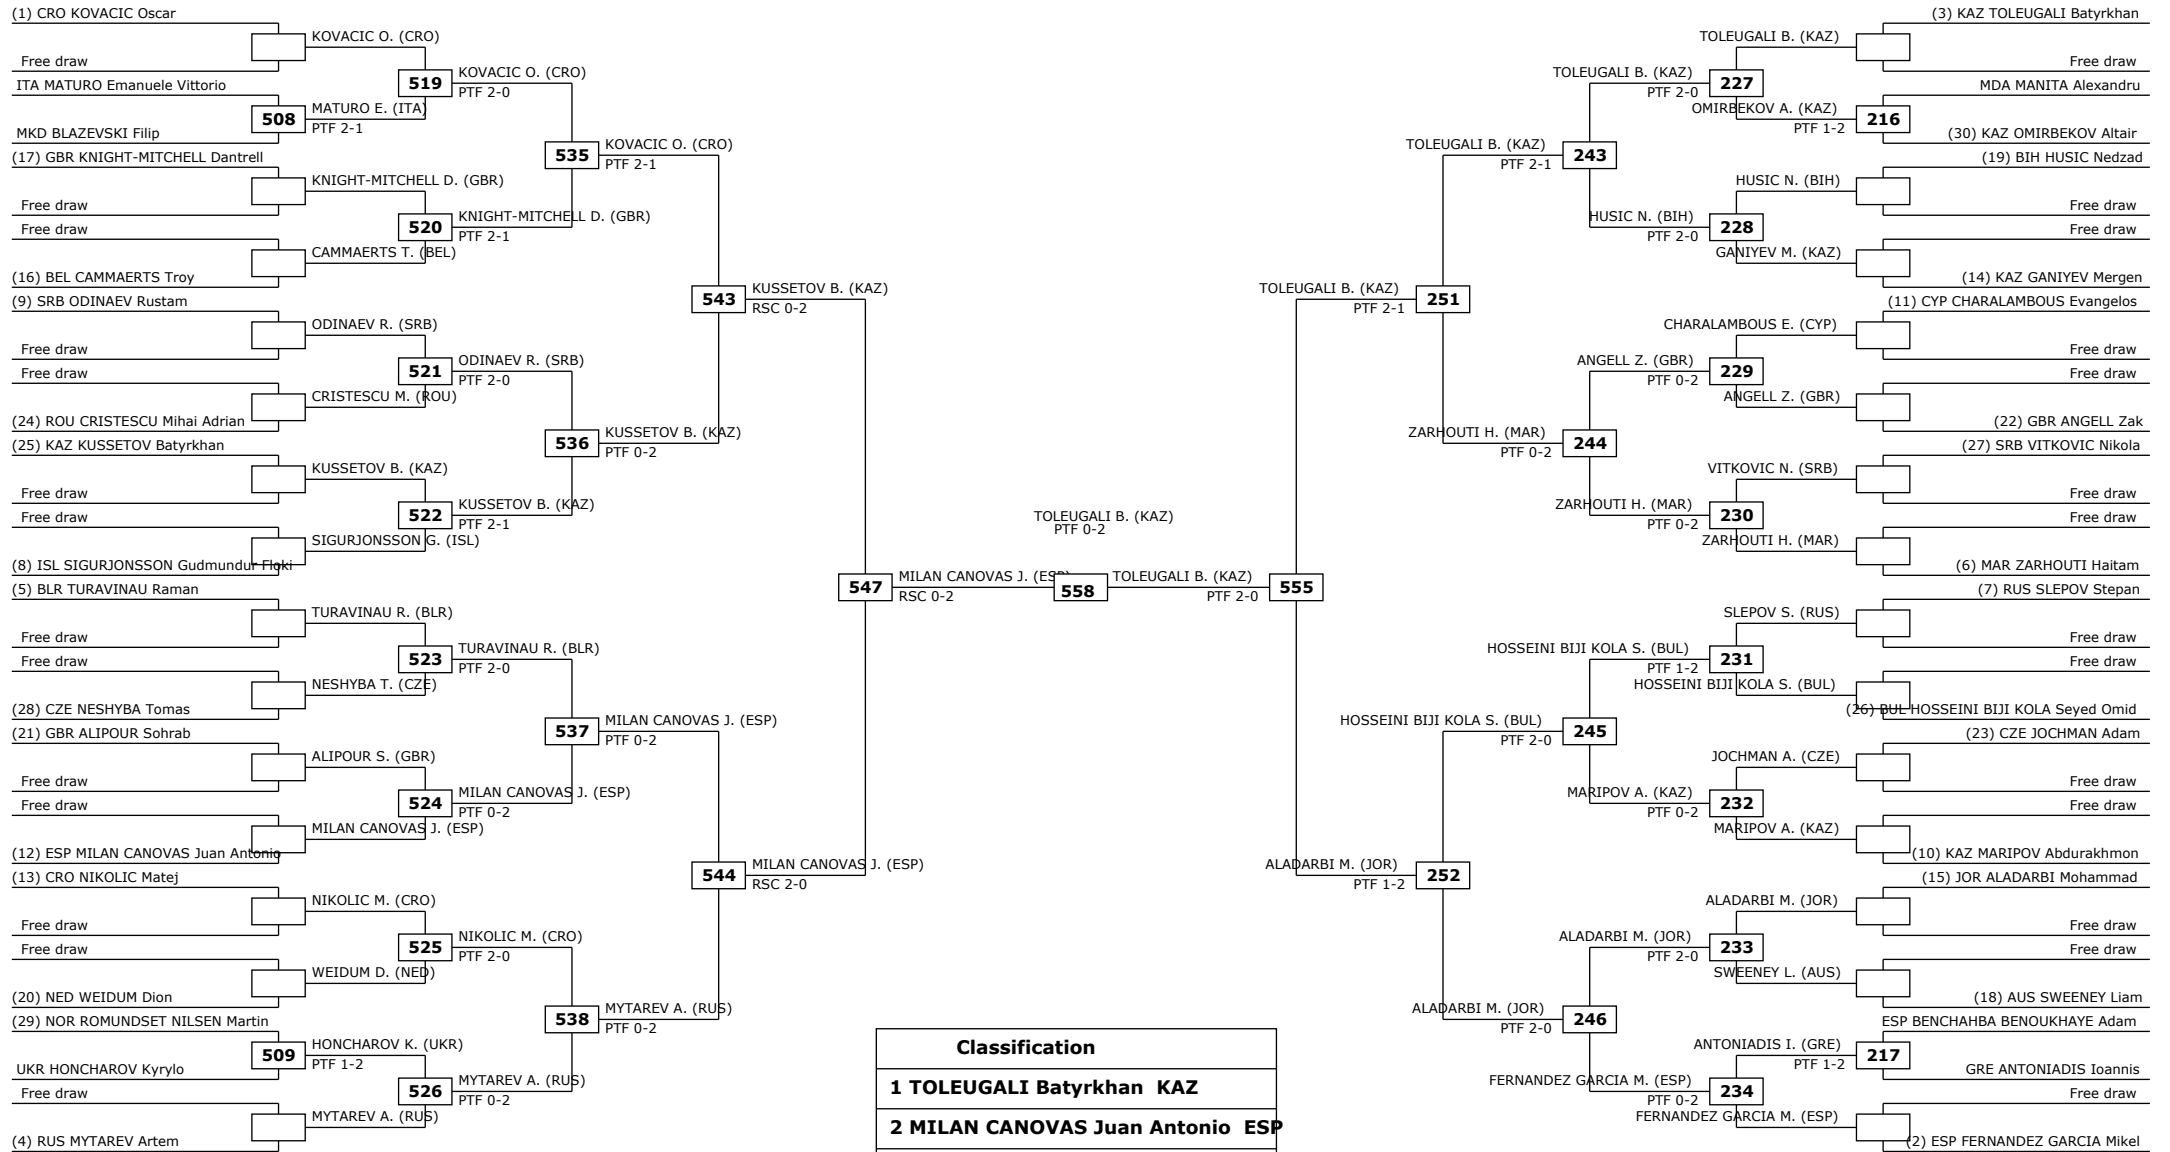 (1) CRO KOVACIC Oscar
Free draw
ITA MATURO Emanuele Vittorio
MKD BLAZEVSKI Filip
(17) GBR KNIGHT-MITCHELL Dantrell
Free draw
Free draw
(16) BEL CAMMAERTS Troy
(9) SRB ODINAEV Rustam
Free draw
Free draw
(24) ROU CRISTESCU Mihai Adrian
(25) KAZ KUSSETOV Batyrkhan
Free draw
Free draw
(8) ISL SIGURJONSSON Gudmundur Floki
(5) BLR TURAVINAU Raman
Free draw
Free draw
(28) CZE NESHYBA Tomas
(21) GBR ALIPOUR Sohrab
Free draw
Free draw
(12) ESP MILAN CANOVAS Juan Antonio
(13) CRO NIKOLIC Matej
Free draw
Free draw
(20) NED WEIDUM Dion
(29) NOR ROMUNDSET NILSEN Martin
UKR HONCHAROV Kyrylo
Free draw
(4) RUS MYTAREV Artem
KOVACIC O. (CRO)
508 MATURO E. (ITA)
PTF 2-1
KNIGHT-MITCHELL D. (GBR)
CAMMAERTS T. (BEL)
ODINAEV R. (SRB)
CRISTESCU M. (ROU)
KUSSETOV B. (KAZ)
SIGURJONSSON G. (ISL)
TURAVINAU R. (BLR)
NESHYBA T. (CZE)
ALIPOUR S. (GBR)
MILAN CANOVAS J. (ESP)
NIKOLIC M. (CRO)
WEIDUM D. (NED)
509 HONCHAROV K. (UKR)
PTF 1-2
MYTAREV A. (RUS)
519 KOVACIC O. (CRO)
PTF 2-0
520 KNIGHT-MITCHELL D. (GBR)
PTF 2-1
521 ODINAEV R. (SRB)
PTF 2-0
522 KUSSETOV B. (KAZ)
PTF 2-1
523 TURAVINAU R. (BLR)
PTF 2-0
524 MILAN CANOVAS J. (ESP)
PTF 0-2
525 NIKOLIC M. (CRO)
PTF 2-0
526 MYTAREV A. (RUS)
PTF 0-2
535 KOVACIC O. (CRO)
PTF 2-1
536 KUSSETOV B. (KAZ)
PTF 0-2
537 MILAN CANOVAS J. (ESP)
PTF 0-2
538 MYTAREV A. (RUS)
PTF 0-2
543 KUSSETOV B. (KAZ)
RSC 0-2
544 MILAN CANOVAS J. (ESP)
RSC 2-0
547 MILAN CANOVAS J. (ESP)
RSC 0-2
TOLEUGALI B. (KAZ)
PTF 0-2
558
TOLEUGALI B. (KAZ) 555
PTF 2-0
TOLEUGALI B. (KAZ) 251
PTF 2-1
ALADARBI M. (JOR) 252
PTF 1-2
TOLEUGALI B. (KAZ) 243
PTF 2-1
ZARHOUTI H. (MAR) 244
PTF 0-2
HOSSEINI BIJI KOLA S. (BUL) 245
PTF 2-0
ALADARBI M. (JOR) 246
PTF 2-0
TOLEUGALI B. (KAZ) 227
PTF 2-0
HUSIC N. (BIH) 228
PTF 2-0
ANGELL Z. (GBR) 229
PTF 0-2
ZARHOUTI H. (MAR) 230
PTF 0-2
HOSSEINI BIJI KOLA S. (BUL) 231
PTF 1-2
MARIPOV A. (KAZ) 232
PTF 0-2
ALADARBI M. (JOR) 233
PTF 2-0
FERNANDEZ GARCIA M. (ESP) 234
PTF 0-2
TOLEUGALI B. (KAZ)
OMIRBEKOV A. (KAZ) 216
PTF 1-2
HUSIC N. (BIH)
GANIYEV M. (KAZ)
CHARALAMBOUS E. (CYP)
ANGELL Z. (GBR)
VITKOVIC N. (SRB)
ZARHOUTI H. (MAR)
SLEPOV S. (RUS)
HOSSEINI BIJI KOLA S. (BUL)
JOCHMAN A. (CZE)
MARIPOV A. (KAZ)
ALADARBI M. (JOR)
SWEENEY L. (AUS)
ANTONIADIS I. (GRE) 217
PTF 1-2
FERNANDEZ GARCIA M. (ESP)
(3) KAZ TOLEUGALI Batyrkhan
Free draw
MDA MANITA Alexandru
(30) KAZ OMIRBEKOV Altair
(19) BIH HUSIC Nedzad
Free draw
Free draw
(14) KAZ GANIYEV Mergen
(11) CYP CHARALAMBOUS Evangelos
Free draw
Free draw
(22) GBR ANGELL Zak
(27) SRB VITKOVIC Nikola
Free draw
Free draw
(6) MAR ZARHOUTI Haitam
(7) RUS SLEPOV Stepan
Free draw
Free draw
(26) BUL HOSSEINI BIJI KOLA Seyed Omid
(23) CZE JOCHMAN Adam
Free draw
Free draw
(10) KAZ MARIPOV Abdurakhmon
(15) JOR ALADARBI Mohammad
Free draw
Free draw
(18) AUS SWEENEY Liam
ESP BENCHAHBA BENOUKHAYE Adam
GRE ANTONIADIS Ioannis
Free draw
(2) ESP FERNANDEZ GARCIA Mikel
Classification
1 TOLEUGALI Batyrkhan KAZ
2 MILAN CANOVAS Juan Antonio ESP